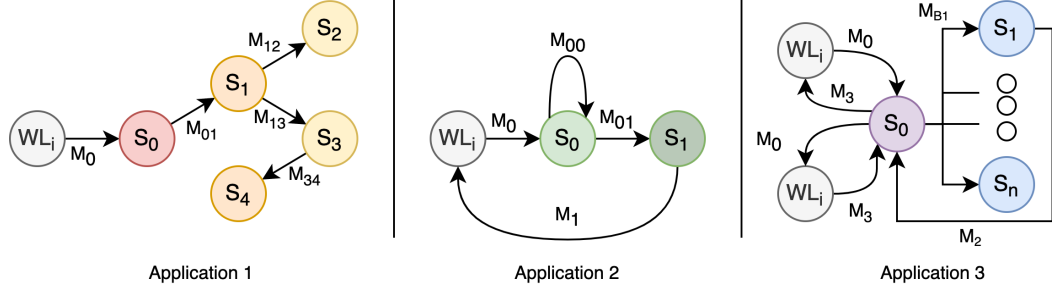 WLi
M0
S0
M01
S1
M12
S2
M13
S3
M34
S4
Application 1
WLi
M0
M00
S0
M01
S1
M1
Application 2
WLi
M0
M3
M0
WLi
M3
S0
MB1
S1
Sn
M2
Application 3